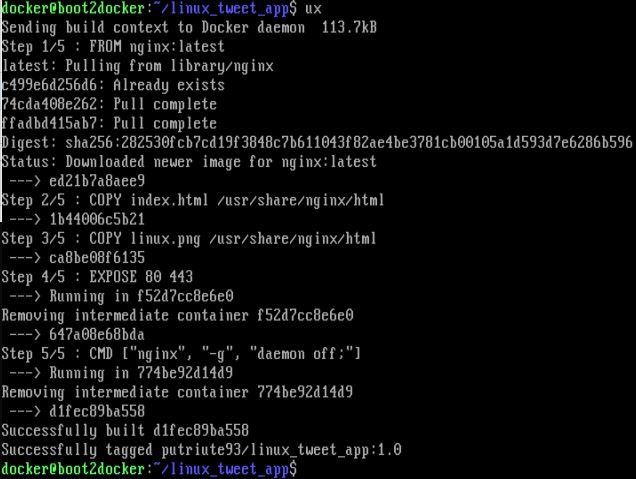 docker@boot2docker:~/linux_tweet_app$ ux
Sending build context to Docker daemon  113.7kB
Step 1/5 : FROM nginx:latest
latest: Pulling from library/nginx
c499e6d256d6: Already exists
74cda408e262: Pull complete
ffadbd415ab7: Pull complete
Digest: sha256:282530fcb7cd19f3848c7b611043f82ae4be3781cb00105a1d593d7e6286b596
Status: Downloaded newer image for nginx:latest
 ---> ed21b7a8aee9
Step 2/5 : COPY index.html /usr/share/nginx/html
 ---> 1b44006c5b21
Step 3/5 : COPY linux.png /usr/share/nginx/html
 ---> ca8be08f6135
Step 4/5 : EXPOSE 80 443
 ---> Running in f52d7cc8e6e0
Removing intermediate container f52d7cc8e6e0
 ---> 647a08e68bda
Step 5/5 : CMD ["nginx", "-g", "daemon off;"]
 ---> Running in 774be92d14d9
Removing intermediate container 774be92d14d9
 ---> d1fec89ba558
Successfully built d1fec89ba558
Successfully tagged putriute93/linux_tweet_app:1.0
docker@boot2docker:~/linux_tweet_app$